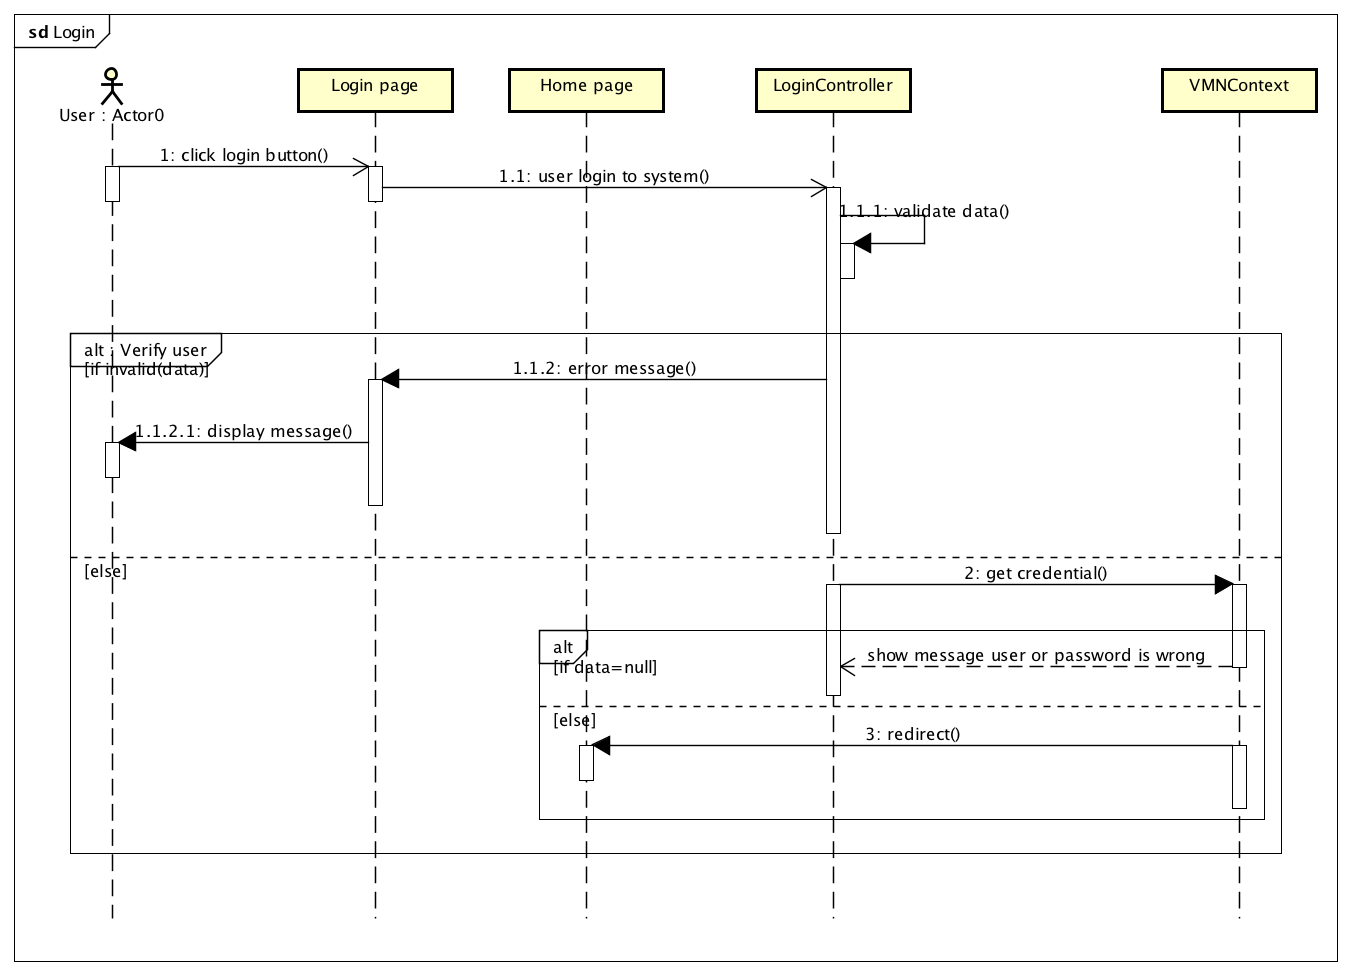 sd Login
User : Actor0
Login page
Home page
LoginController
VMNContext
1: click login button()
1.1: user login to system()
1.1.1: validate data()
alt : Verify user
[if invalid(data)]
1.1.2: error message()
1.1.2.1: display message()
[else]
2: get credential()
alt
[if data=null]
show message user or password is wrong
[else]
3: redirect()